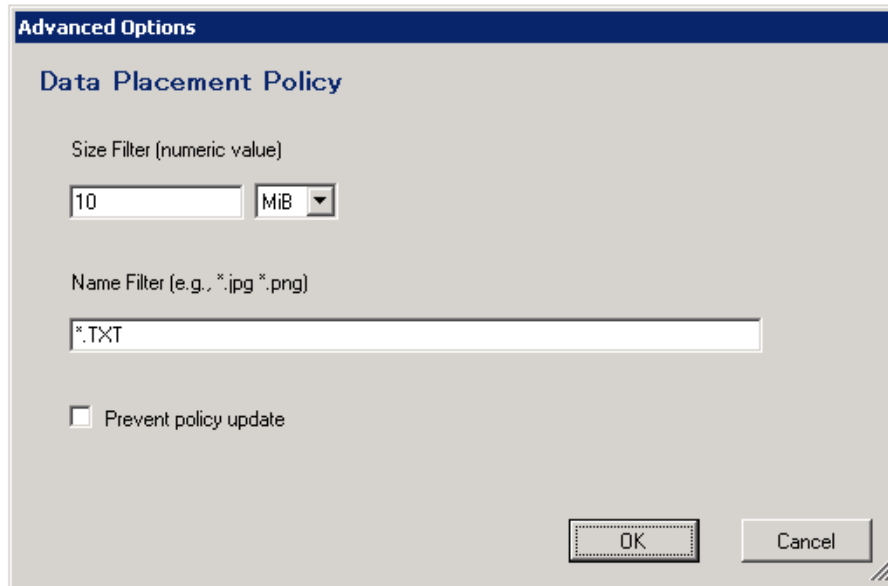 Advanced Options
Data Placement Policy
Size Filter (numeric value)
10 MiB
Name Filter (e.g., *.jpg *.png)
*.TXT
Prevent policy update
OK Cancel